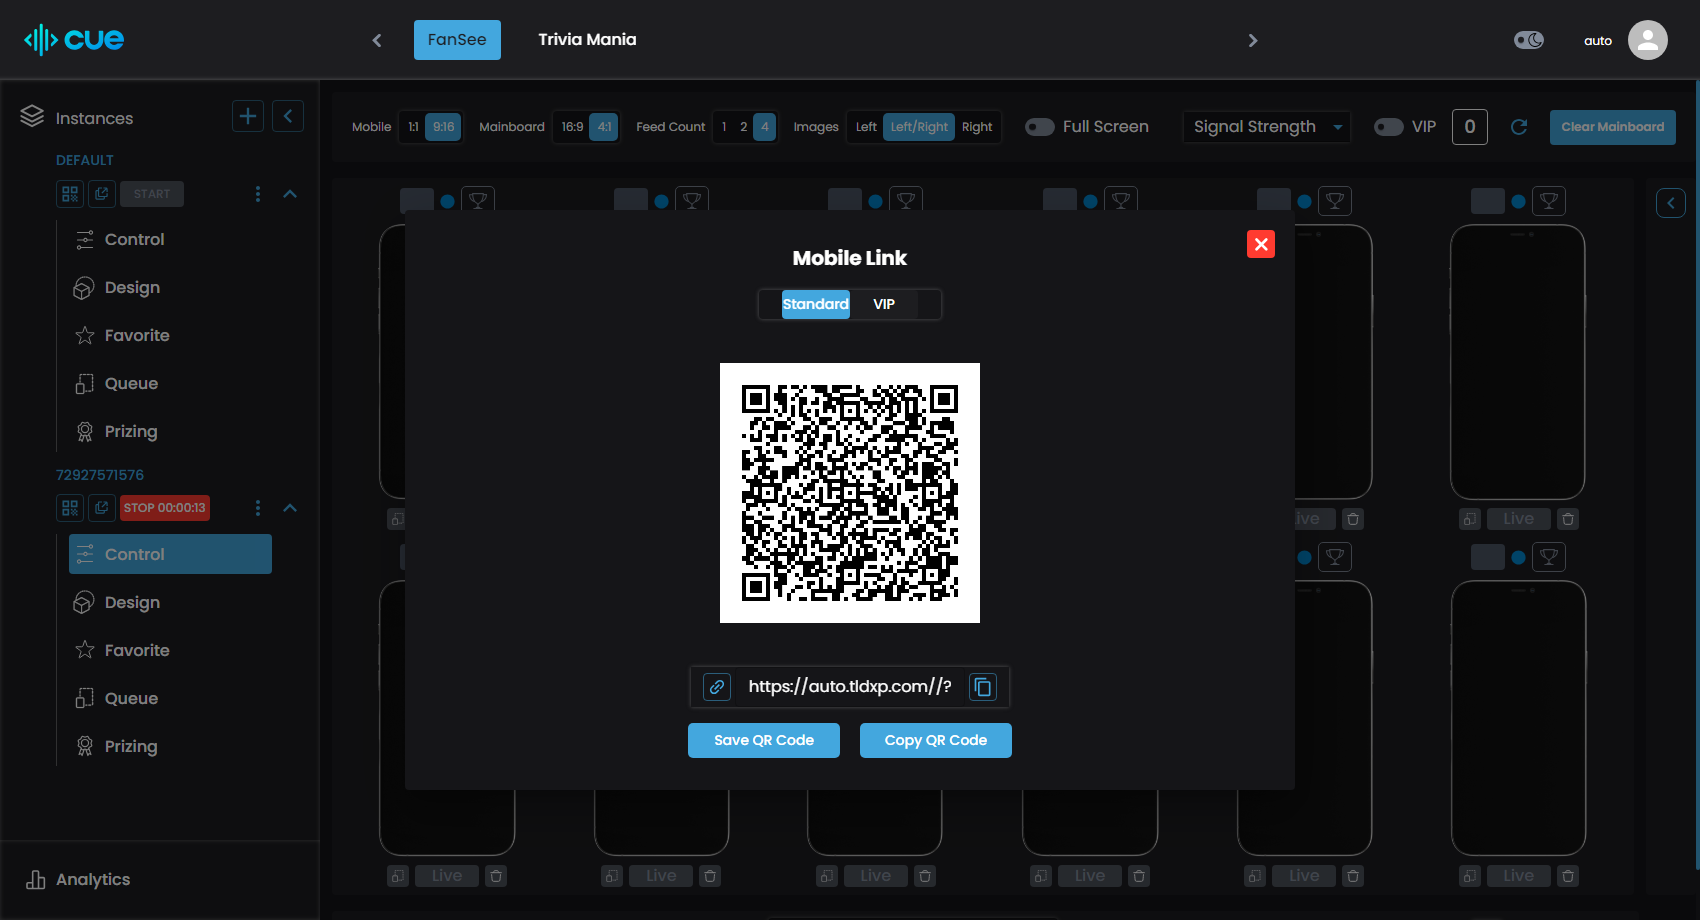 cue
FanSee
Trivia Mania
auto
Instances
DEFAULT
START
Control
Design
Favorite
Queue
Prizing
72927571576
STOP 00:00:13
Control
Design
Favorite
Queue
Prizing
Analytics
Mobile 1:1 9:16 Mainboard 16:9 4:1 Feed Count 1 2 4 Images Left Left/Right Right Full Screen Signal Strength VIP 0 Clear Mainboard
Mobile Link
Standard VIP
https://auto.tldxp.com//?
Save QR Code Copy QR Code
Live Live
Live Live Live Live Live Live